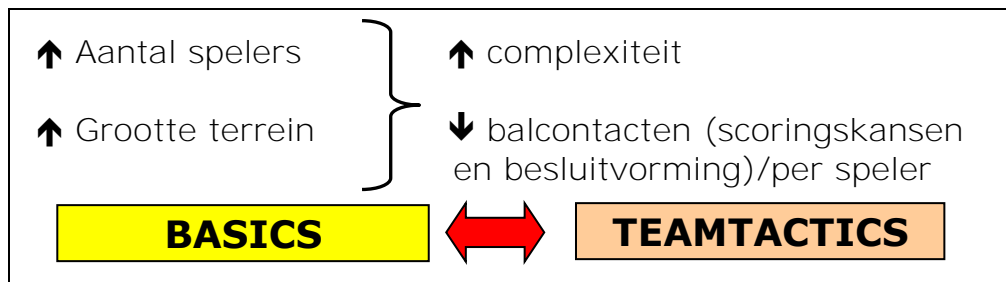 ↑ Aantal spelers
↑ Grootte terrein
↑ complexiteit
↓ balcontacten (scoringskansen
en besluitvorming)/per speler
BASICS
TEAMTACTICS